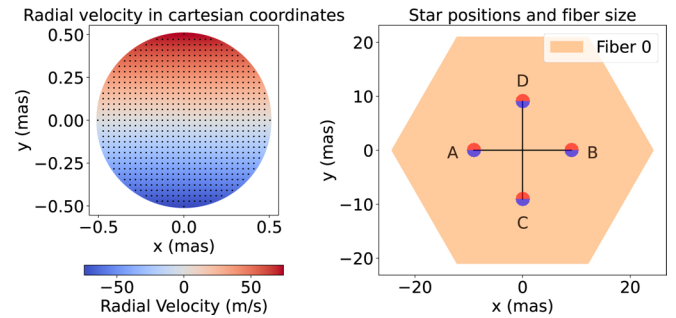 Radial velocity in cartesian coordinates
0.50
0.25
0.00
−0.25
−0.50
y (mas)
−0.5
0.0
0.5
x (mas)
−50
0
50
Radial Velocity (m/s)
Star positions and fiber size
Fiber 0
20
10
0
−10
−20
y (mas)
D
A
B
C
−20
0
20
x (mas)